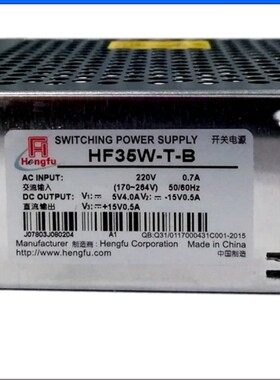 SWITCHING POWER SUPPLY 开关电源
Hengfu
HF35W-T-B
AC INPUT: 220V 0.7A
交流输入 (170~264V) 50/60Hz
DC OUTPUT: V1: 5V4.0A V2: -15V0.5A
直流输出 V3: +15V0.5A
J07603J080204 A1 QB:Q31/0117000431C001-2015
Manufacturer 制造商: Hengfu Corporation Made in China
www.hengfu.com 中国制造